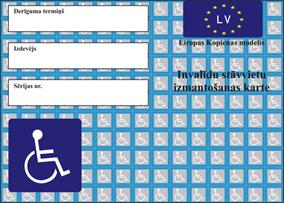 Derīguma termiņš
Izdevējs
Sērijas nr.
LV
Eiropas Kopienas modelis
Invalīdu stāvvietu
izmantošanas karte